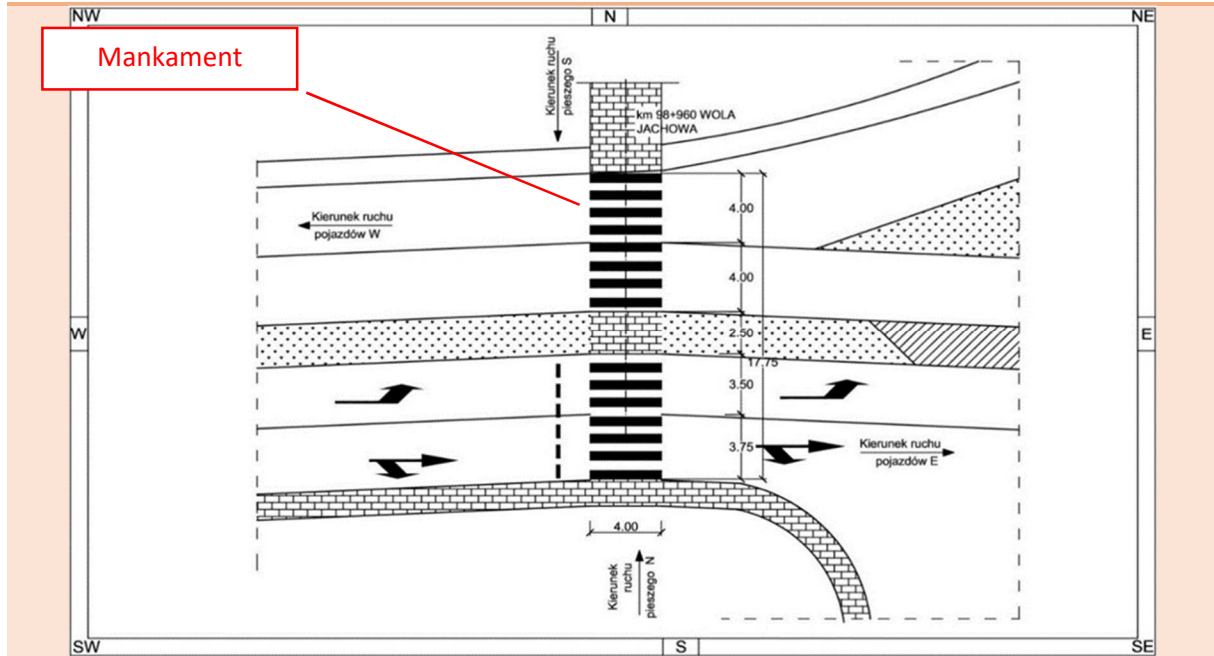 NW
N
NE
Mankament
Kierunek ruchu
pieszego S
km 98+960 WOLA
JACHOWA
4.00
Kierunek ruchu
pojazdów W
4.00
W
2.50
E
17.75
3.50
3.75
Kierunek ruchu
pojazdów E
4.00
Kierunek
ruchu
pieszego N
SW
S
SE